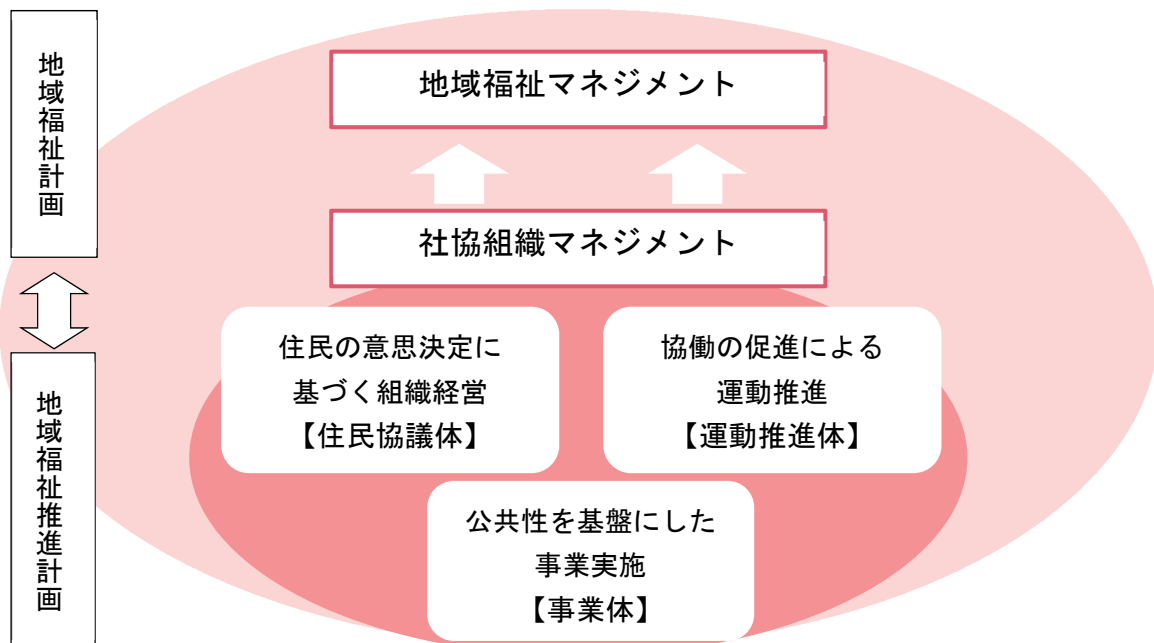 地域福祉計画
地域福祉推進計画
地域福祉マネジメント
社協組織マネジメント
住民の意思決定に
基づく組織経営
【住民協議体】
協働の促進による
運動推進
【運動推進体】
公共性を基盤にした
事業実施
【事業体】